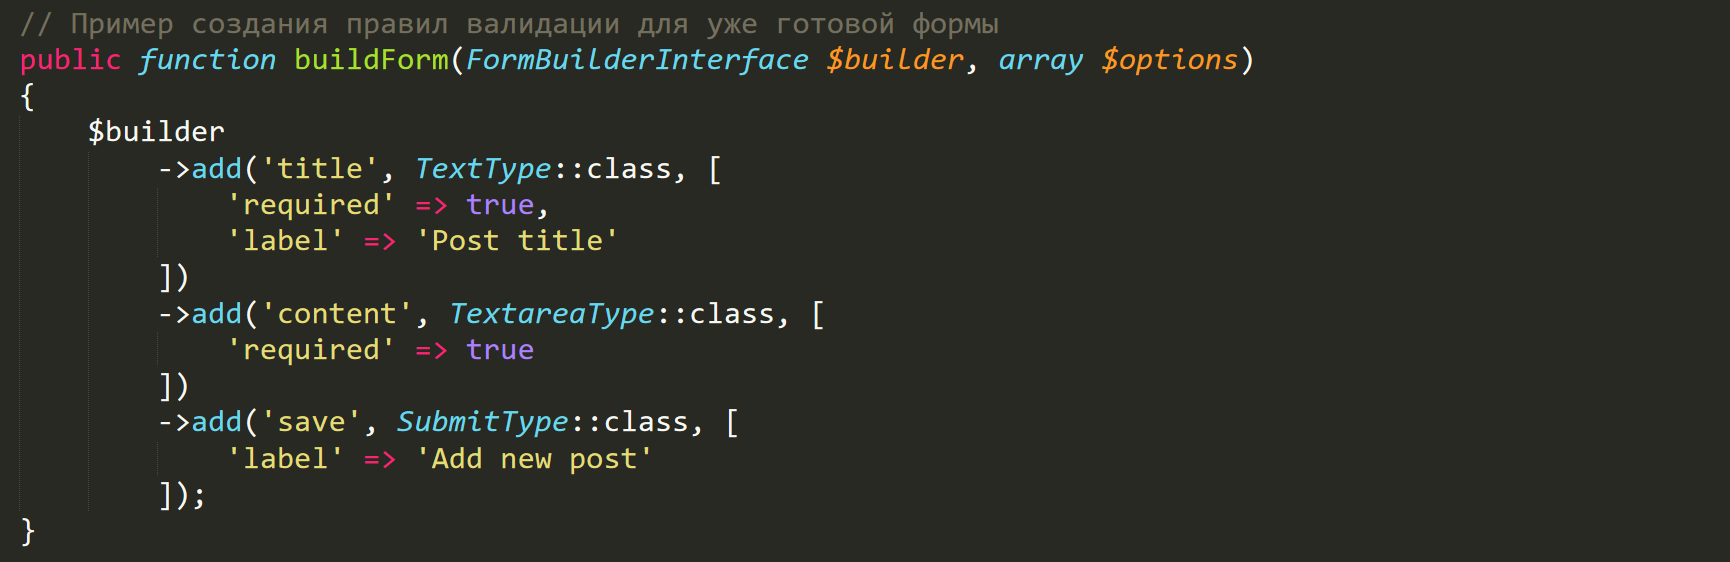 // Пример создания правил валидации для уже готовой формы
public function buildForm(FormBuilderInterface $builder, array $options)
{
    $builder
        ->add('title', TextType::class, [
            'required' => true,
            'label' => 'Post title'
        ])
        ->add('content', TextareaType::class, [
            'required' => true
        ])
        ->add('save', SubmitType::class, [
            'label' => 'Add new post'
        ]);
}